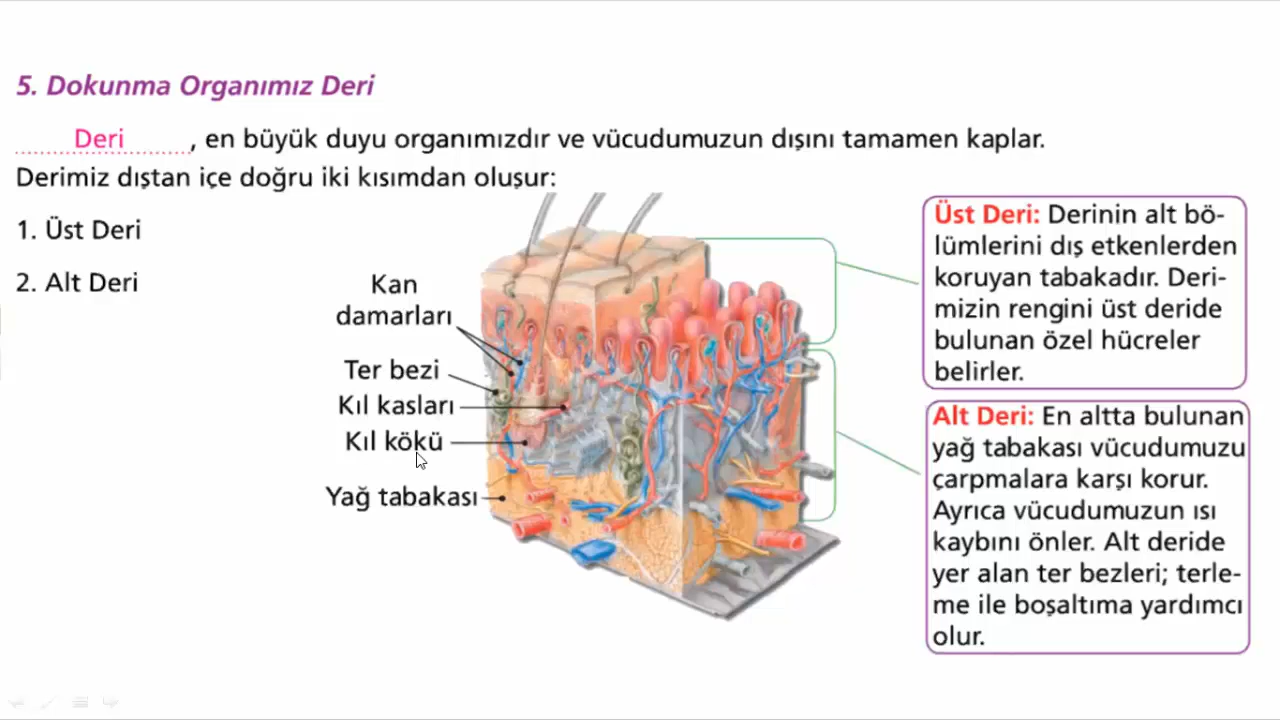 5. Dokunma Organımız Deri
Deri, en büyük duyu organımızdır ve vücudumuzun dışını tamamen kaplar.
Derimiz dıştan içe doğru iki kısımdan oluşur:
1. Üst Deri
2. Alt Deri
Kan
damarları
Ter bezi
Kıl kasları
Kıl kökü
Yağ tabakası
Üst Deri: Derinin alt bö-
lümlerini dış etkenlerden
koruyan tabakadır. Deri-
mizin rengini üst deride
bulunan özel hücreler
belirler.
Alt Deri: En altta bulunan
yağ tabakası vücudumuzu
çarpmalara karşı korur.
Ayrıca vücudumuzun ısı
kaybını önler. Alt deride
yer alan ter bezleri; terle-
me ile boşaltıma yardımcı
olur.